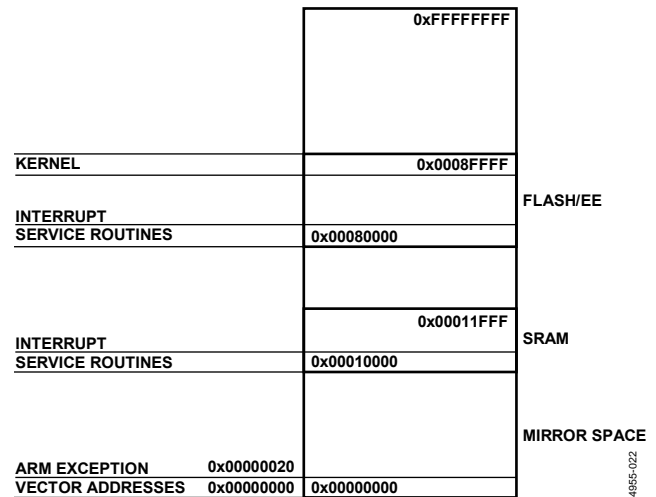 0xFFFFFFFF
KERNEL 0x0008FFFF
FLASH/EE
INTERRUPT
SERVICE ROUTINES 0x00080000
0x00011FFF
SRAM
INTERRUPT
SERVICE ROUTINES 0x00010000
MIRROR SPACE
ARM EXCEPTION 0x00000020
VECTOR ADDRESSES 0x00000000 0x00000000
4955-022